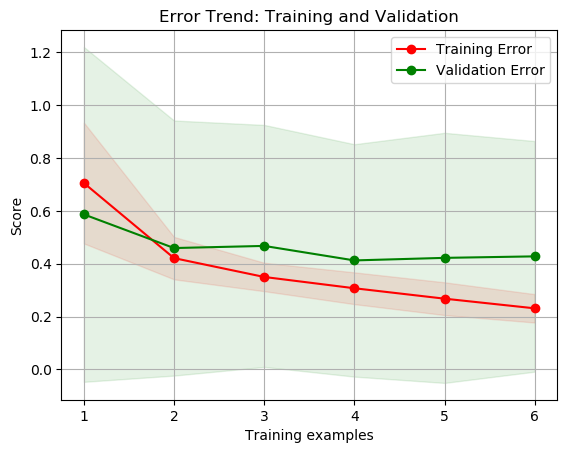 Error Trend: Training and Validation
Training Error
Validation Error
1.2
1.0
0.8
0.6
0.4
0.2
0.0
Score
1 2 3 4 5 6
Training examples